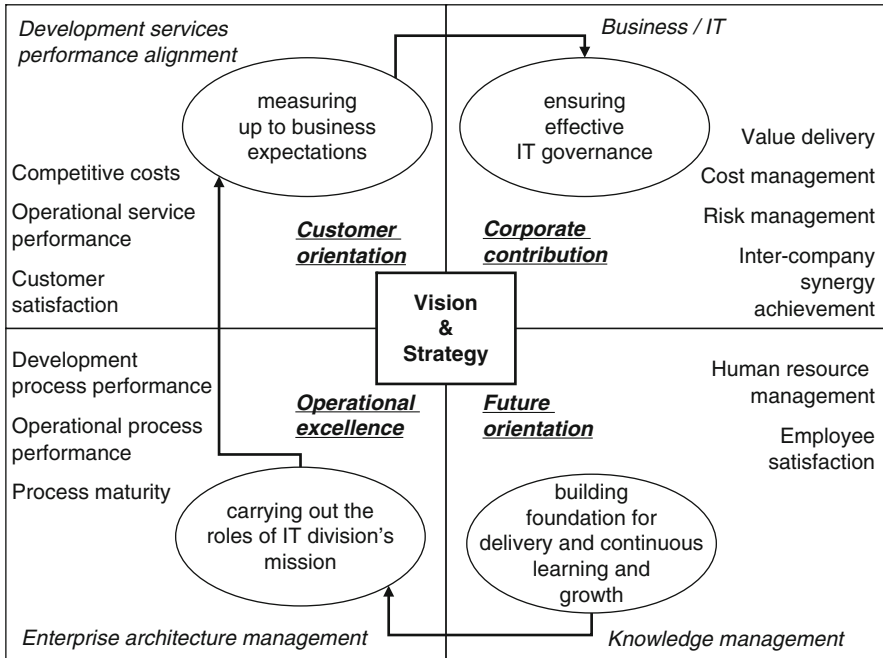 Development services
performance alignment
measuring
up to business
expectations
Competitive costs
Operational service
performance
Customer
satisfaction
Customer
orientation
Business / IT
ensuring
effective
IT governance
Value delivery
Cost management
Risk management
Inter-company
synergy
achievement
Corporate
contribution
Vision
&
Strategy
Development
process performance
Operational process
performance
Process maturity
Operational
excellence
carrying out the
roles of IT division’s
mission
Enterprise architecture management
Future
orientation
Human resource
management
Employee
satisfaction
building
foundation for
delivery and continuous
learning and
growth
Knowledge management